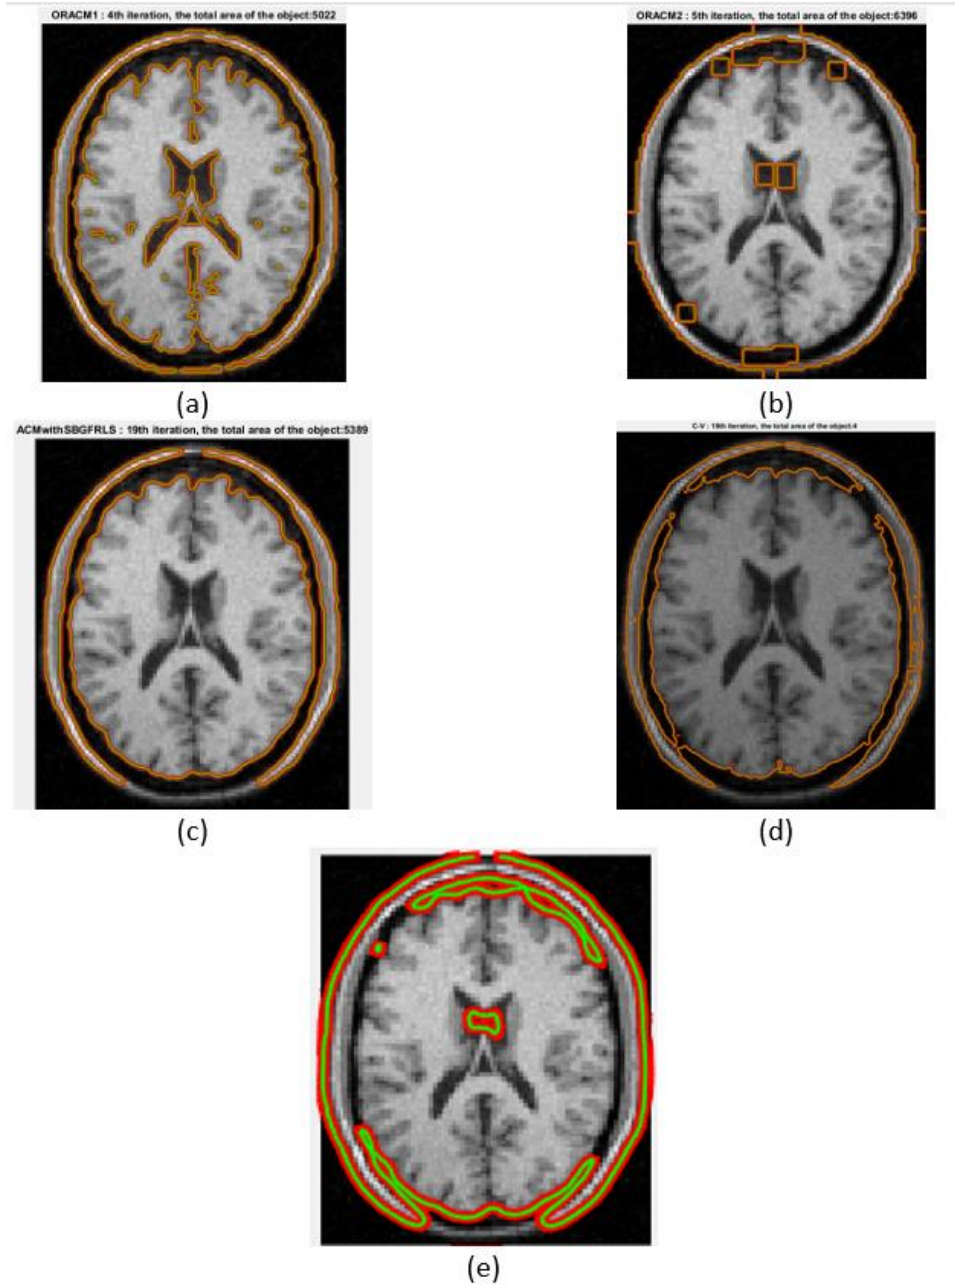 ORACM1 : 4th iteration, the total area of the object:5022
ORACM2 : 5th iteration, the total area of the object:6396
(a)
(b)
ACMwithSBGFRLS : 19th iteration, the total area of the object:5389
C-V : 19th iteration, the total area of the object:4
(c)
(d)
(e)